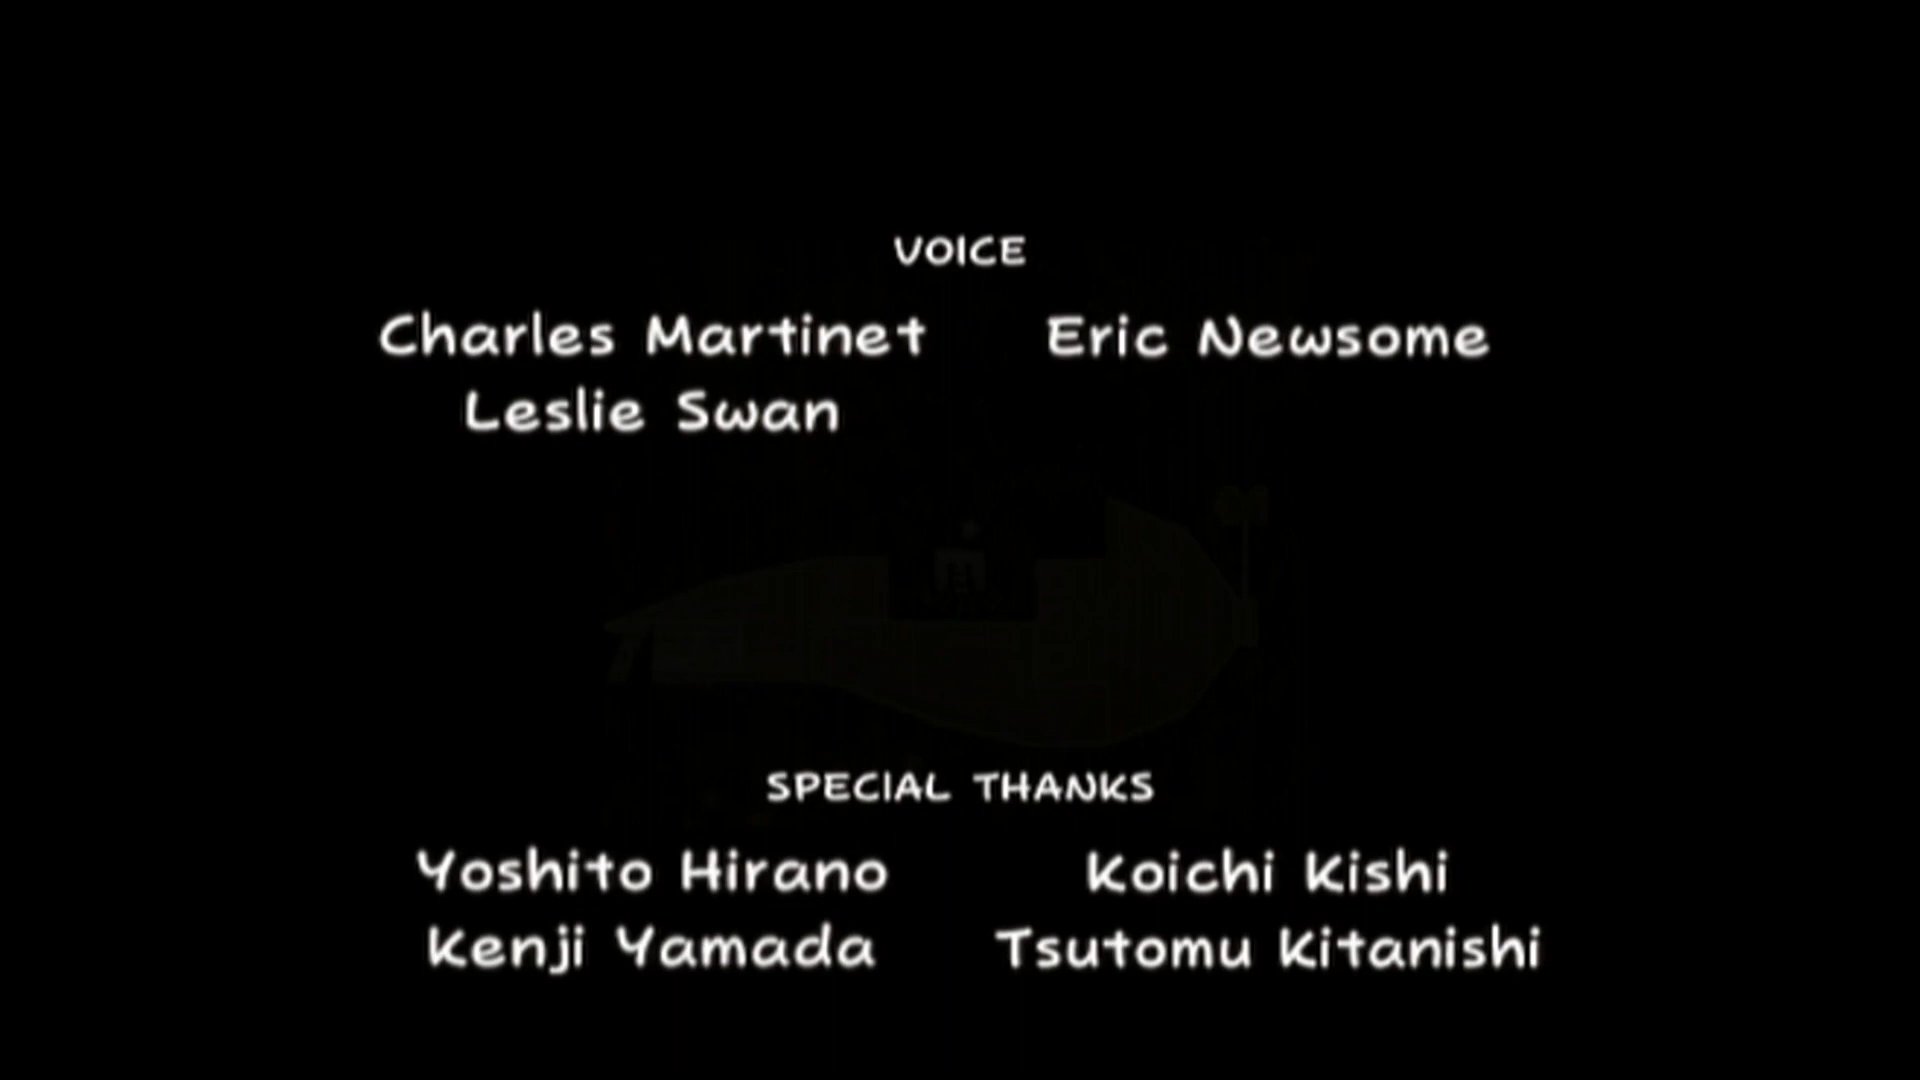 VOICE
Charles Martinet Eric Newsome
Leslie Swan
SPECIAL THANKS
Yoshito Hirano Koichi Kishi
Kenji Yamada Tsutomu Kitanishi